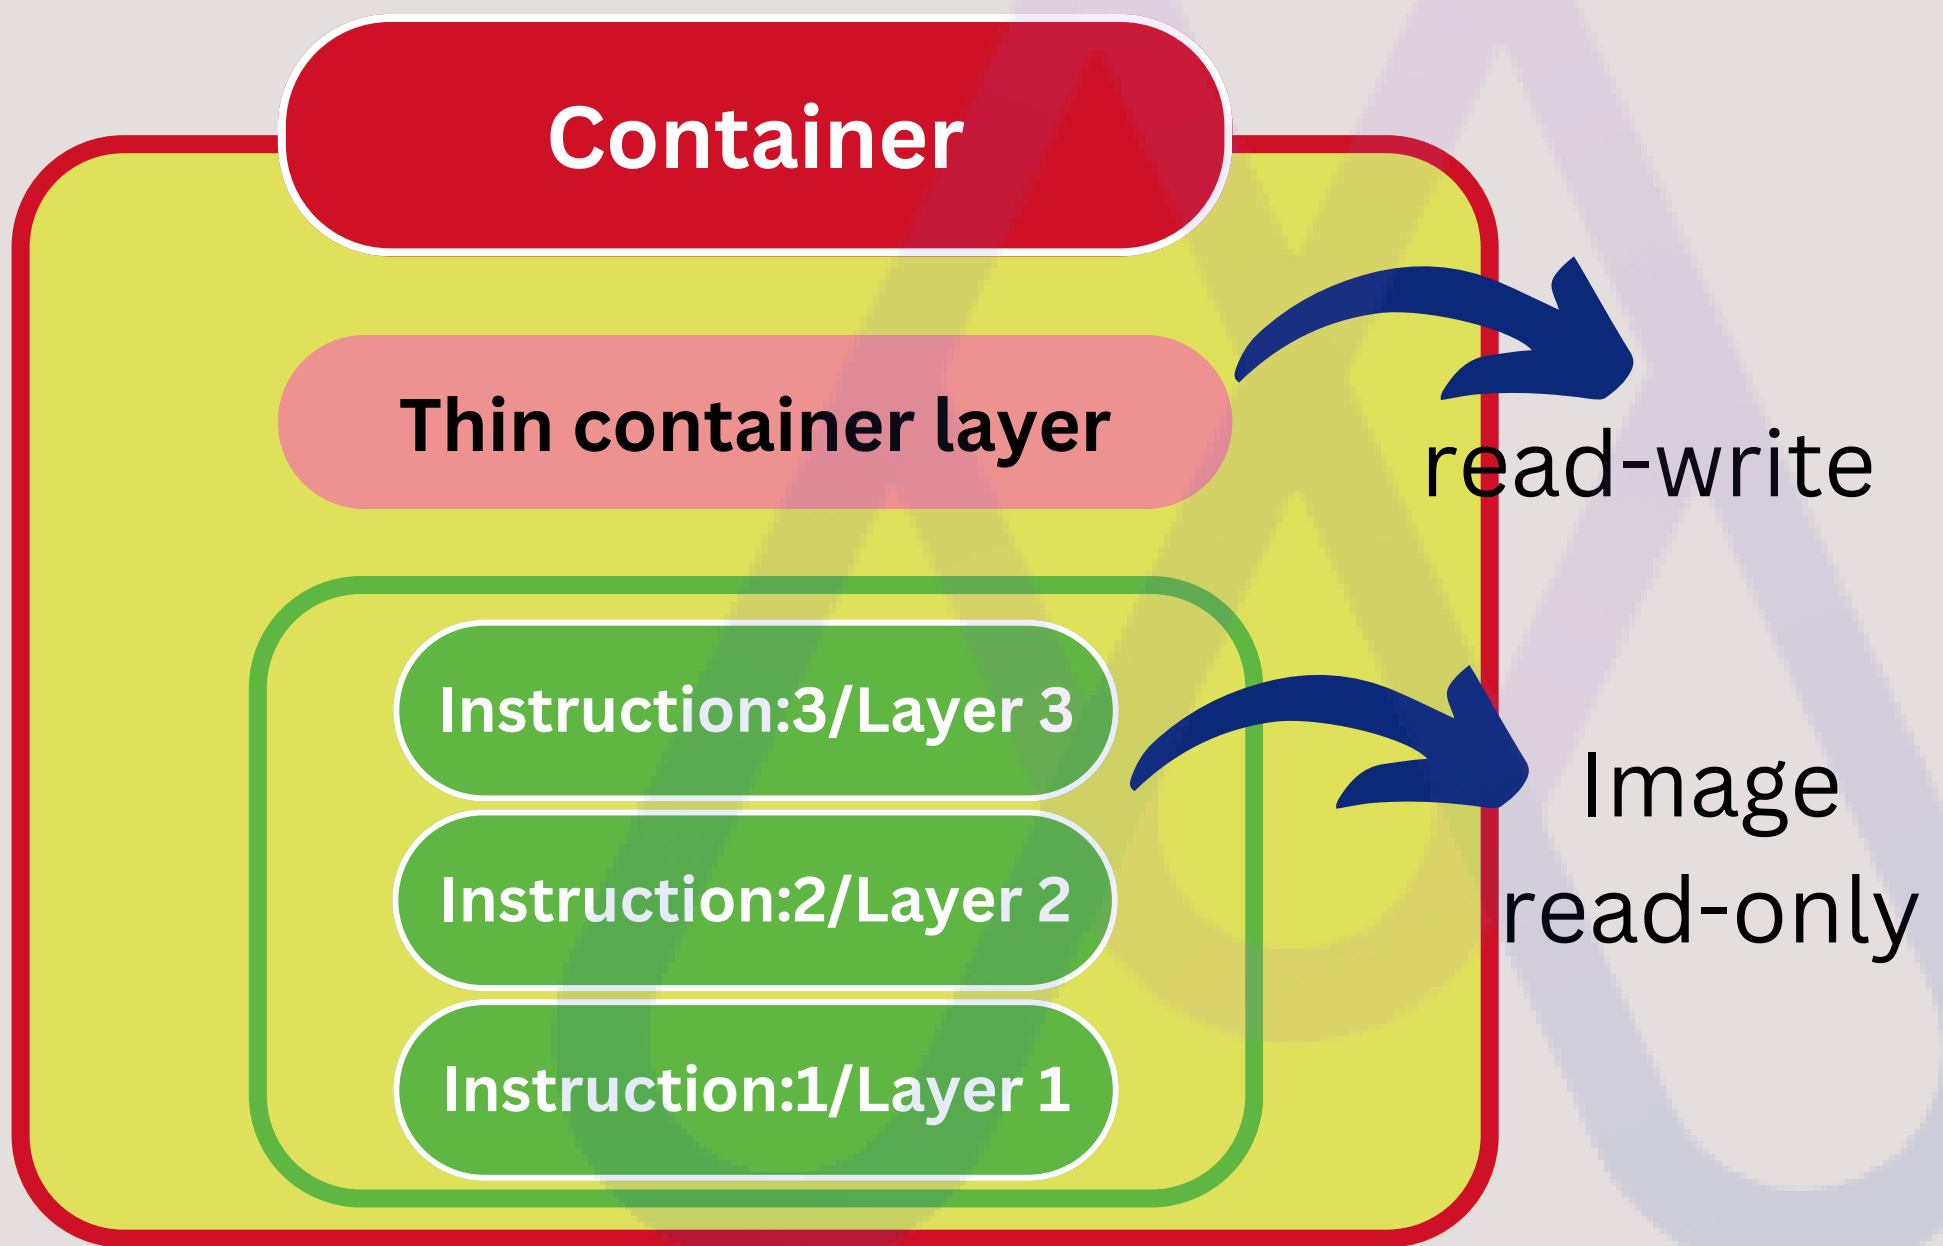 Container
Thin container layer
read-write
Instruction:3/Layer 3
Image
read-only
Instruction:2/Layer 2
Instruction:1/Layer 1